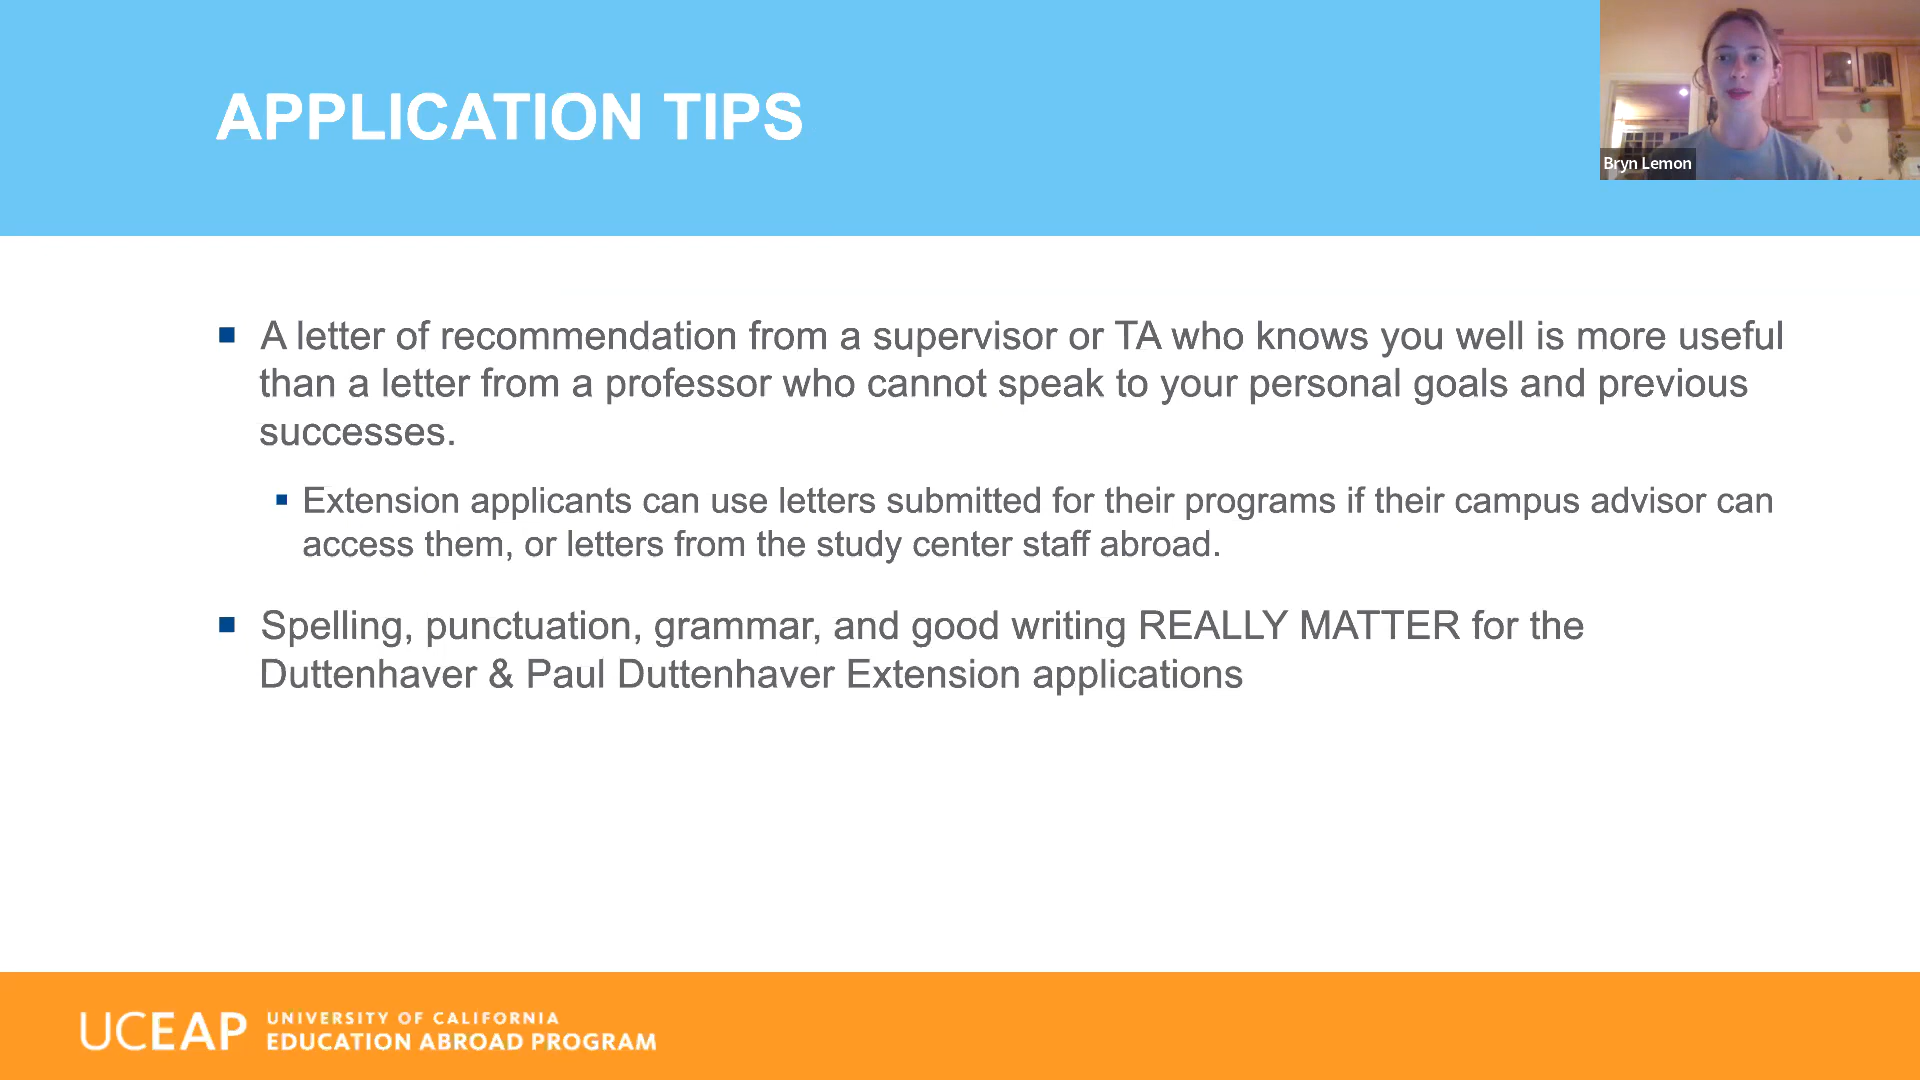 APPLICATION TIPS
Bryn Lemon
A letter of recommendation from a supervisor or TA who knows you well is more useful
than a letter from a professor who cannot speak to your personal goals and previous
successes.
Extension applicants can use letters submitted for their programs if their campus advisor can
access them, or letters from the study center staff abroad.
Spelling, punctuation, grammar, and good writing REALLY MATTER for the
Duttenhaver & Paul Duttenhaver Extension applications
UCEAP
UNIVERSITY OF CALIFORNIA
EDUCATION ABROAD PROGRAM